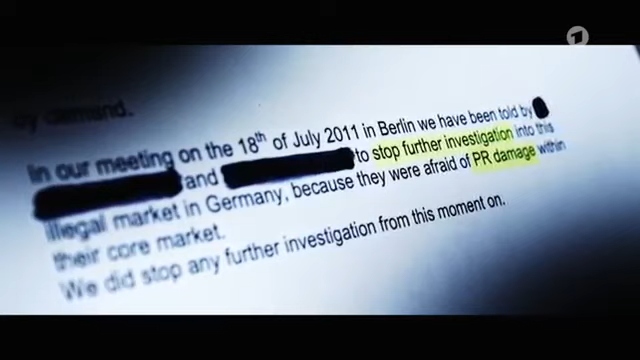 by demand.
In our meeting on the 18th of July 2011 in Berlin we have been told by
and to stop further investigation into this
illegal market in Germany, because they were afraid of PR damage within
their core market.
We did stop any further investigation from this moment on.